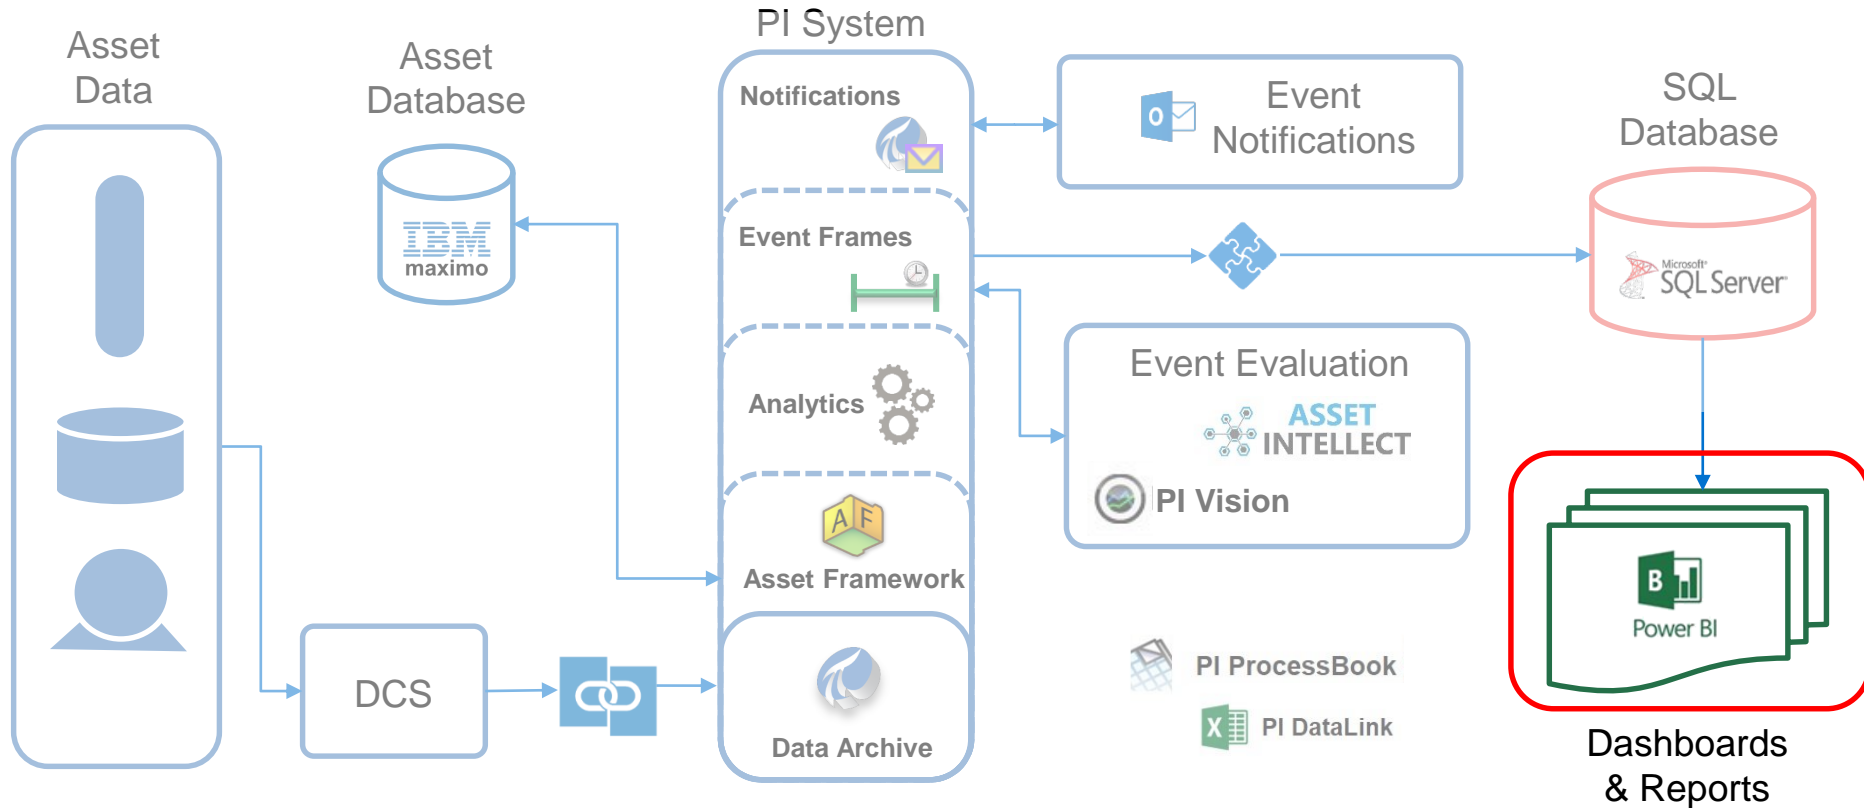 Asset
Data
Asset
Database
IBM
maximo
DCS
PI System
Notifications
Event Frames
Analytics
A F
Asset Framework
Data Archive
O
Event
Notifications
Event Evaluation
ASSET
INTELLECT
PI Vision
PI ProcessBook
X
PI DataLink
SQL
Database
Microsoft®
SQL Server
B
Power BI
Dashboards
& Reports